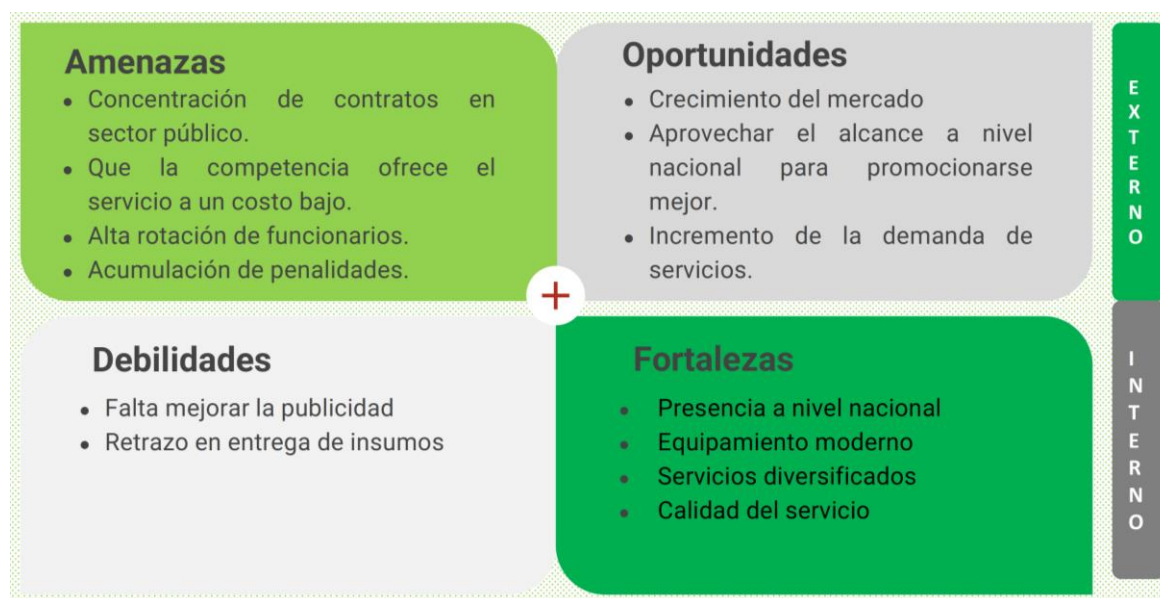 Amenazas
• Concentración de contratos en
sector público.
• Que la competencia ofrece el
servicio a un costo bajo.
• Alta rotación de funcionarios.
• Acumulación de penalidades.
Oportunidades
• Crecimiento del mercado
• Aprovechar el alcance a nivel
nacional para promocionarse
mejor.
• Incremento de la demanda de
servicios.
EXTERNO
Debilidades
• Falta mejorar la publicidad
• Retrazo en entrega de insumos
Fortalezas
• Presencia a nivel nacional
• Equipamiento moderno
• Servicios diversificados
• Calidad del servicio
INTERNO